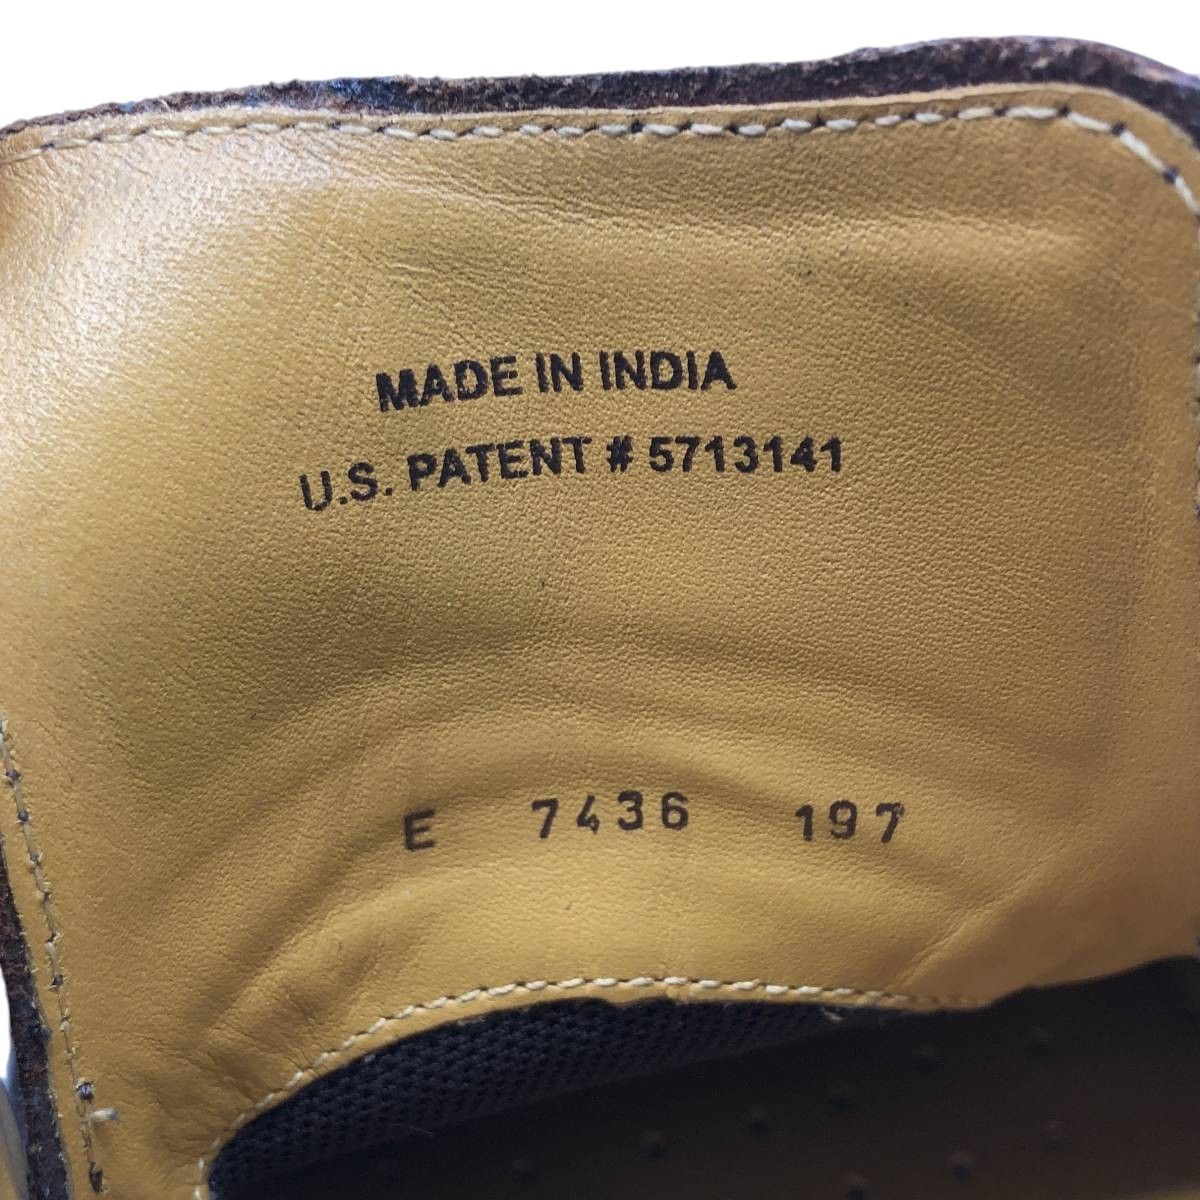 MADE IN INDIA
U.S. PATENT # 5713141
E 7436 197